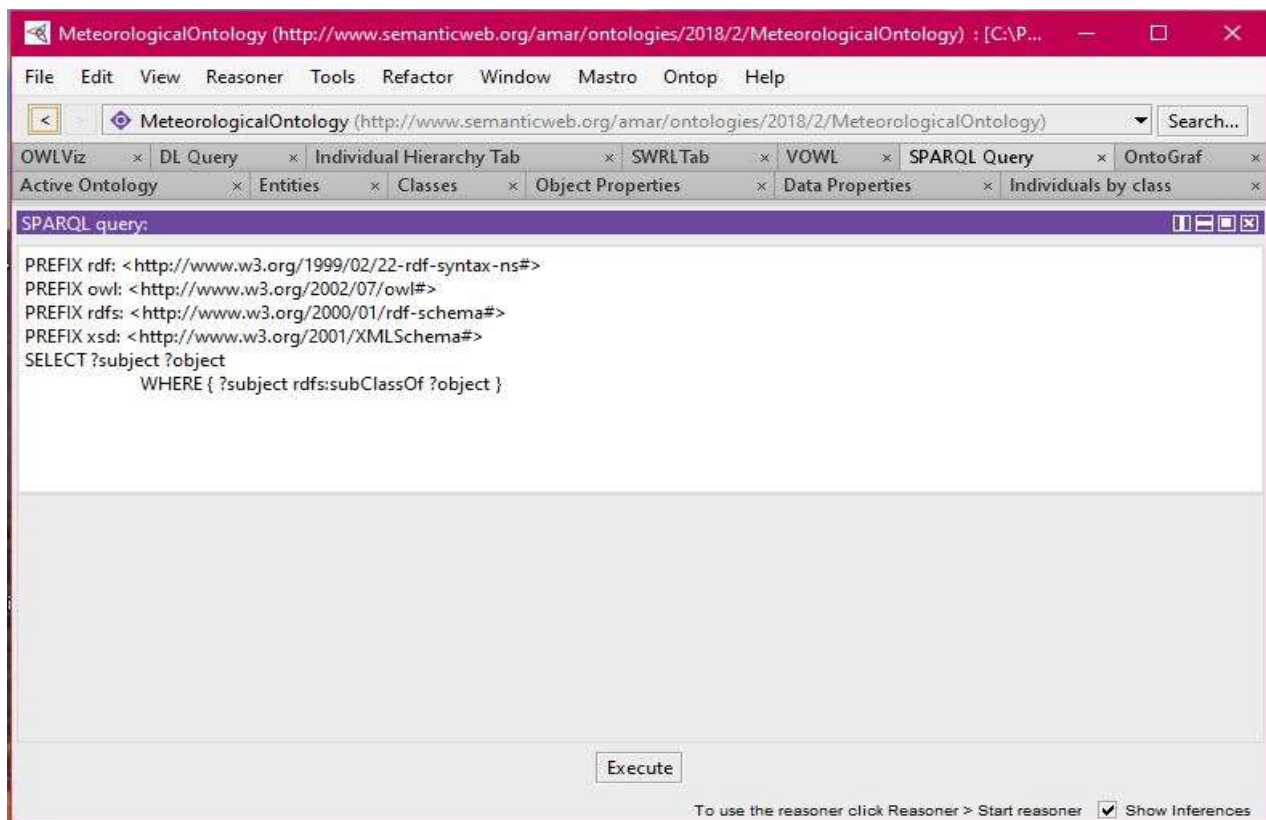 MeteorologicalOntology (http://www.semanticweb.org/amar/ontologies/2018/2/MeteorologicalOntology) : [C:\P...
File Edit View Reasoner Tools Refactor Window Mastro Ontop Help
< > MeteorologicalOntology (http://www.semanticweb.org/amar/ontologies/2018/2/MeteorologicalOntology) Search...
OWLViz × DL Query × Individual Hierarchy Tab × SWRLTab × VOWL × SPARQL Query × OntoGraf ×
Active Ontology × Entities × Classes × Object Properties × Data Properties × Individuals by class ×
SPARQL query:
PREFIX rdf: <http://www.w3.org/1999/02/22-rdf-syntax-ns#>
PREFIX owl: <http://www.w3.org/2002/07/owl#>
PREFIX rdfs: <http://www.w3.org/2000/01/rdf-schema#>
PREFIX xsd: <http://www.w3.org/2001/XMLSchema#>
SELECT ?subject ?object
WHERE { ?subject rdfs:subClassOf ?object }
Execute
To use the reasoner click Reasoner > Start reasoner Show Inferences